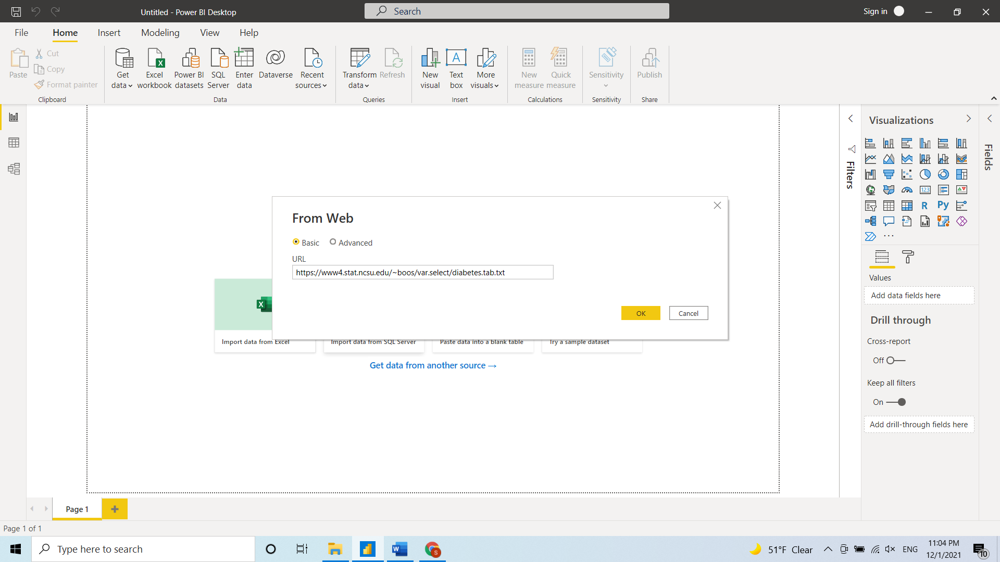 Untitled - Power BI Desktop
Search
Sign in
File
Home
Insert
Modeling
View
Help
Paste
Cut
Copy
Format painter
Clipboard
Get
data
Excel
workbook
Power BI
datasets
SQL
Server
Enter
data
Dataverse
Recent
sources
Data
Transform
data
Refresh
Queries
New
visual
Text
box
More
visuals
Insert
New
measure
Quick
measure
Calculations
Sensitivity
Sensitivity
Publish
Share
Filters
Visualizations
Fields
123
R
Py
Values
Add data fields here
Drill through
Cross-report
Off
Keep all filters
On
Add drill-through fields here
From Web
Basic
Advanced
URL
https://www4.stat.ncsu.edu/~boos/var.select/diabetes.tab.txt
OK
Cancel
X
Import data from Excel
Import data from SQL Server
Paste data into a blank table
Try a sample dataset
Get data from another source →
Page 1
Page 1 of 1
Type here to search
W
S
51°F Clear
ENG
11:04 PM
12/1/2021
10